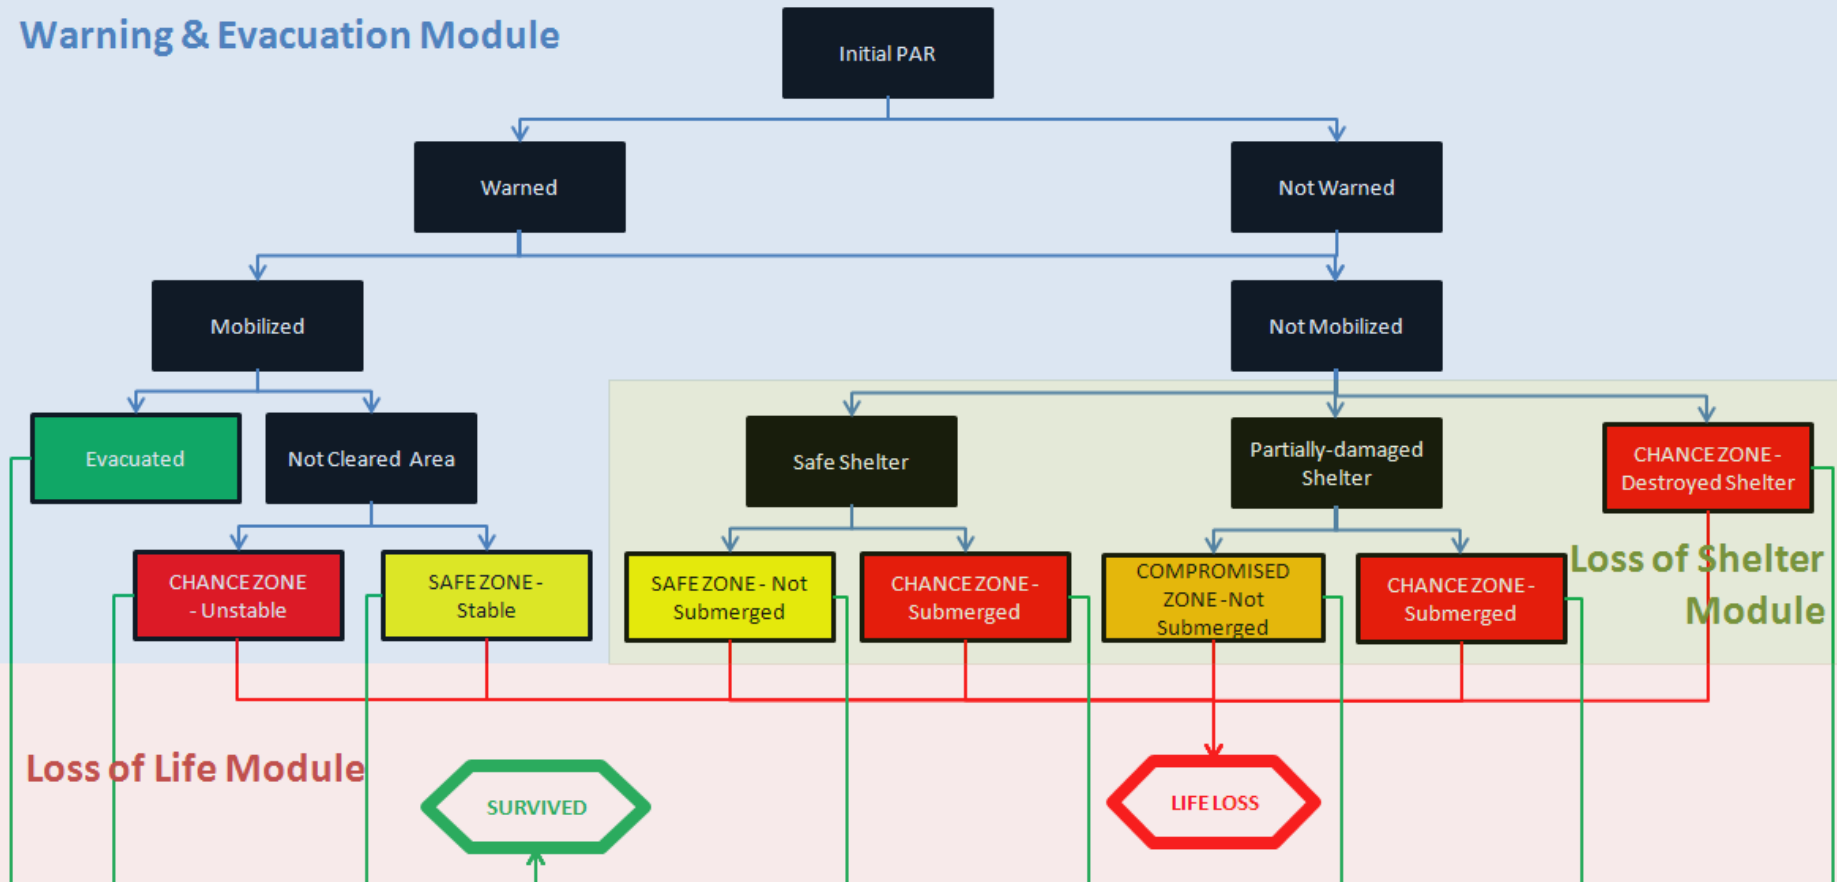 Warning & Evacuation Module
Initial PAR
Warned
Not Warned
Mobilized
Not Mobilized
Evacuated
Not Cleared Area
Safe Shelter
Partially-damaged
Shelter
CHANCE ZONE -
Destroyed Shelter
CHANCE ZONE
- Unstable
SAFE ZONE -
Stable
SAFE ZONE - Not
Submerged
CHANCE ZONE -
Submerged
COMPROMISED
ZONE -Not
Submerged
CHANCE ZONE -
Submerged
Loss of Shelter
Module
Loss of Life Module
SURVIVED
LIFE LOSS